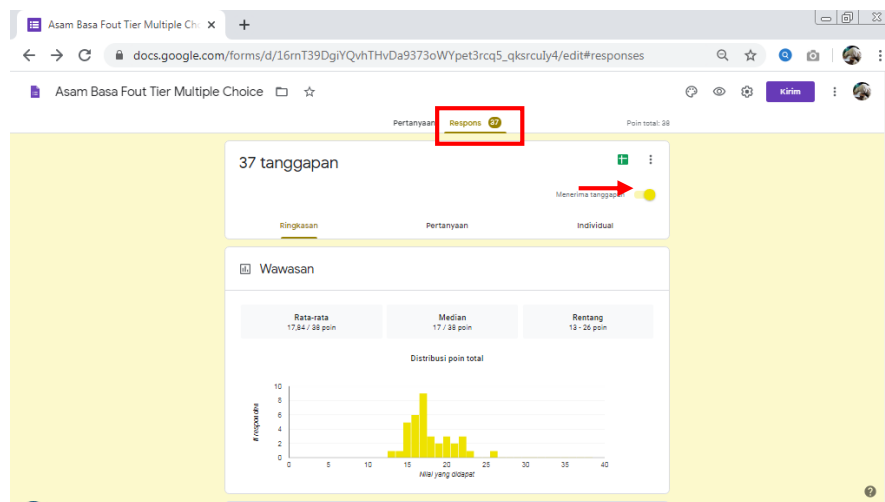 Asam Basa Fout Tier Multiple Ch
docs.google.com/forms/d/16rnT39DgiYQvhTHvDa9373oWYpet3rcq5_qksrcuIy4/edit#responses
Asam Basa Fout Tier Multiple Choice
Kirim
Pertanyaan Respons 37 Poin total: 38
37 tanggapan
Menerima tanggapan
Ringkasan Pertanyaan Individual
Wawasan
Rata-rata Median Rentang
17,84 / 38 poin 17 / 38 poin 13 - 26 poin
Distribusi poin total
10
8
6
4
2
0
# responden
0 5 10 15 20 25 30 35 40
Nilai yang didapat